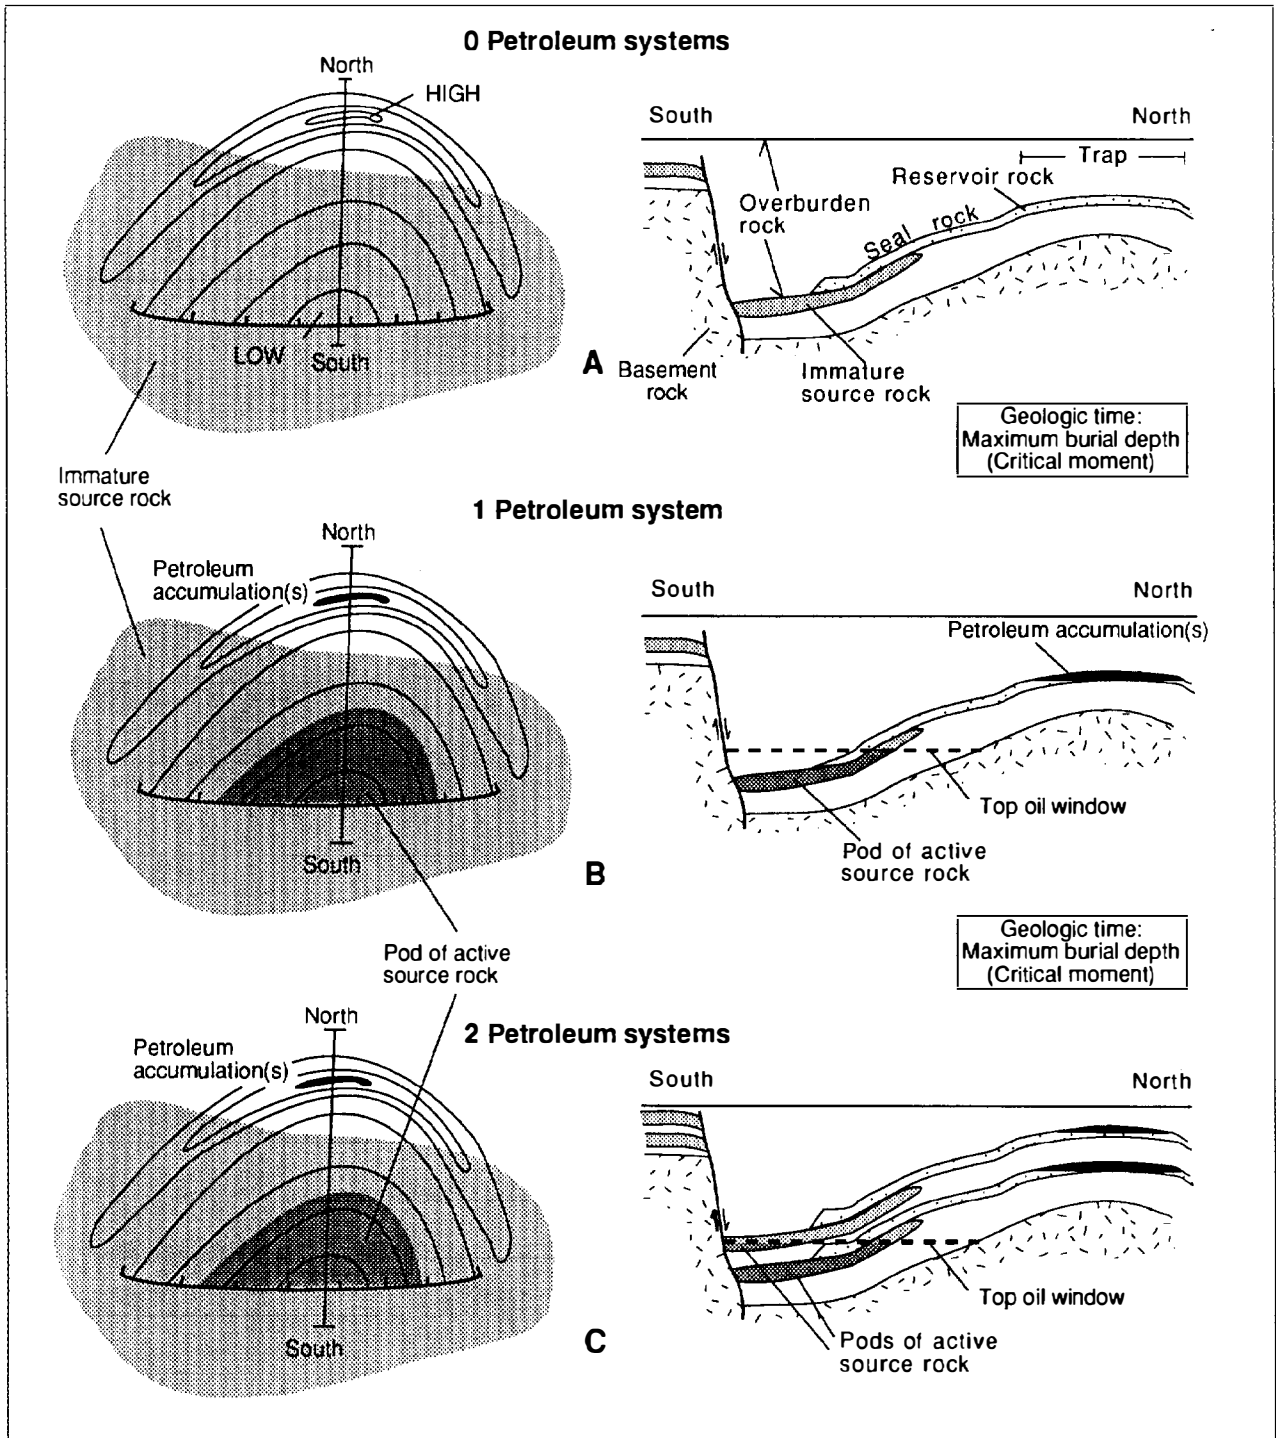 0 Petroleum systems
North
HIGH
LOW
South
A
South
North
Trap
Reservoir rock
Overburden
rock
Seal rock
Basement
rock
Immature
source rock
Geologic time:
Maximum burial depth
(Critical moment)
Immature
source rock
1 Petroleum system
North
Petroleum
accumulation(s)
South
B
South
North
Petroleum accumulation(s)
Top oil window
Pod of active
source rock
Geologic time:
Maximum burial depth
(Critical moment)
Pod of active
source rock
2 Petroleum systems
North
Petroleum
accumulation(s)
South
C
South
North
Top oil window
Pods of active
source rock